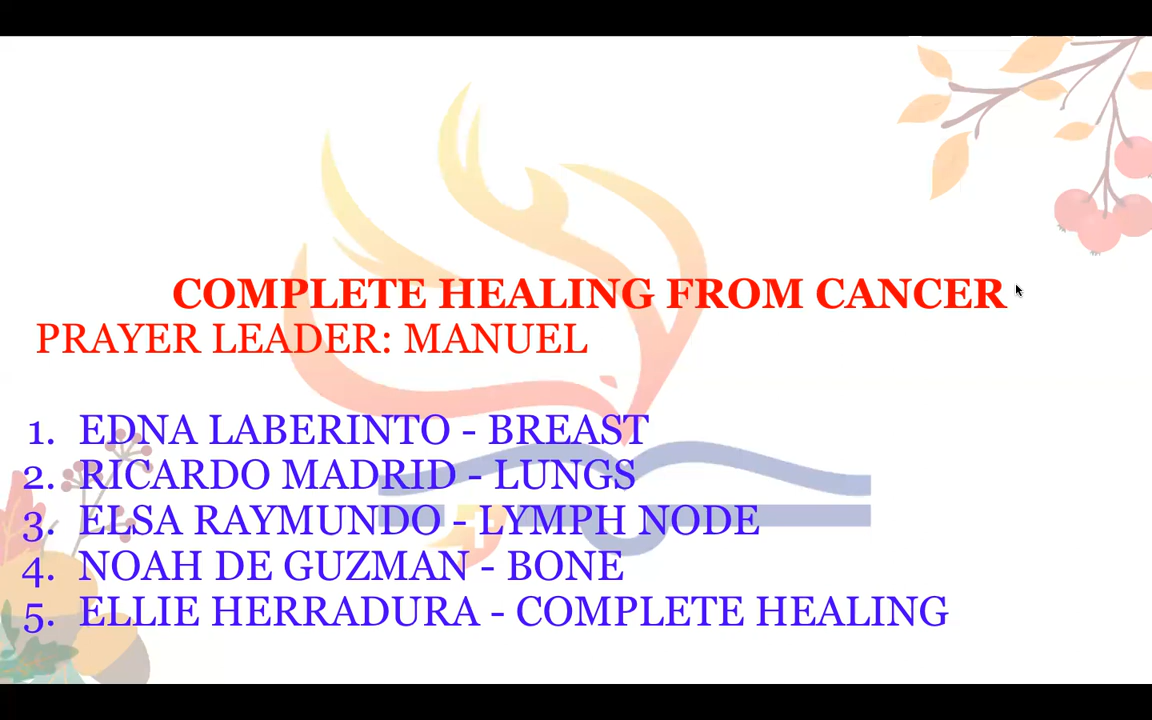 COMPLETE HEALING FROM CANCER
PRAYER LEADER: MANUEL
1. EDNA LABERINTO - BREAST
2. RICARDO MADRID - LUNGS
3. ELSA RAYMUNDO - LYMPH NODE
4. NOAH DE GUZMAN - BONE
5. ELLIE HERRADURA - COMPLETE HEALING